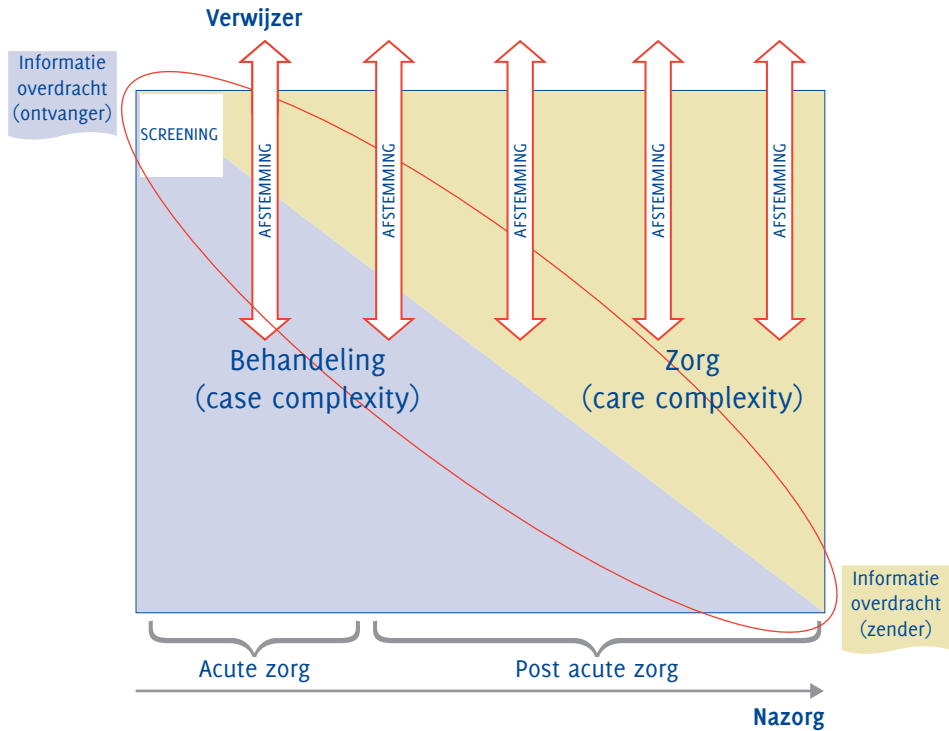 Verwijzer
Informatie
overdracht
(ontvanger)
SCREENING
AFSTEMMING
AFSTEMMING
AFSTEMMING
AFSTEMMING
AFSTEMMING
Behandeling
(case complexity)
Zorg
(care complexity)
Informatie
overdracht
(zender)
Acute zorg
Post acute zorg
Nazorg